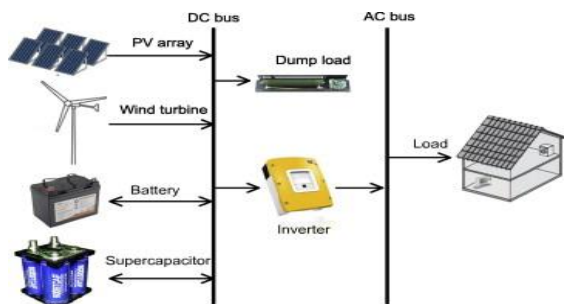 DC bus
AC bus
PV array
Dump load
Wind turbine
Load
Battery
Inverter
Supercapacitor